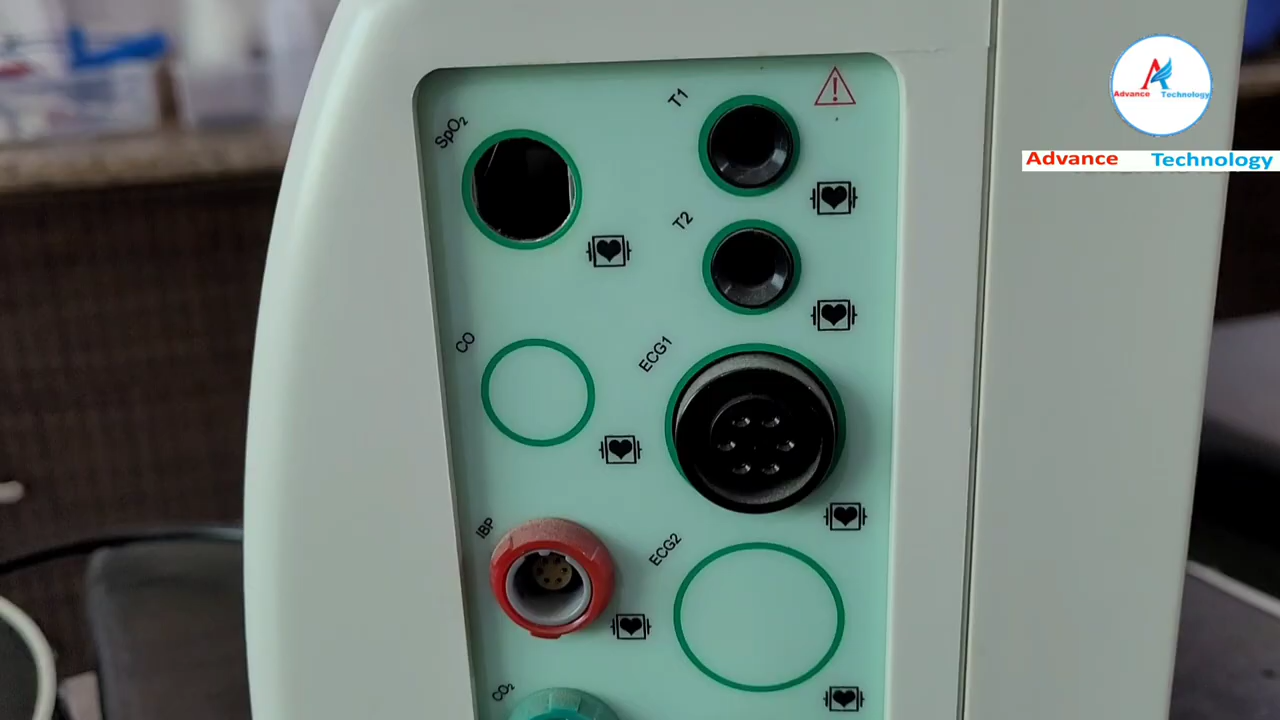 Advance Technology
Advance Technology
SpO₂
T1
T2
CO
ECG1
IBP
ECG2
CO₂